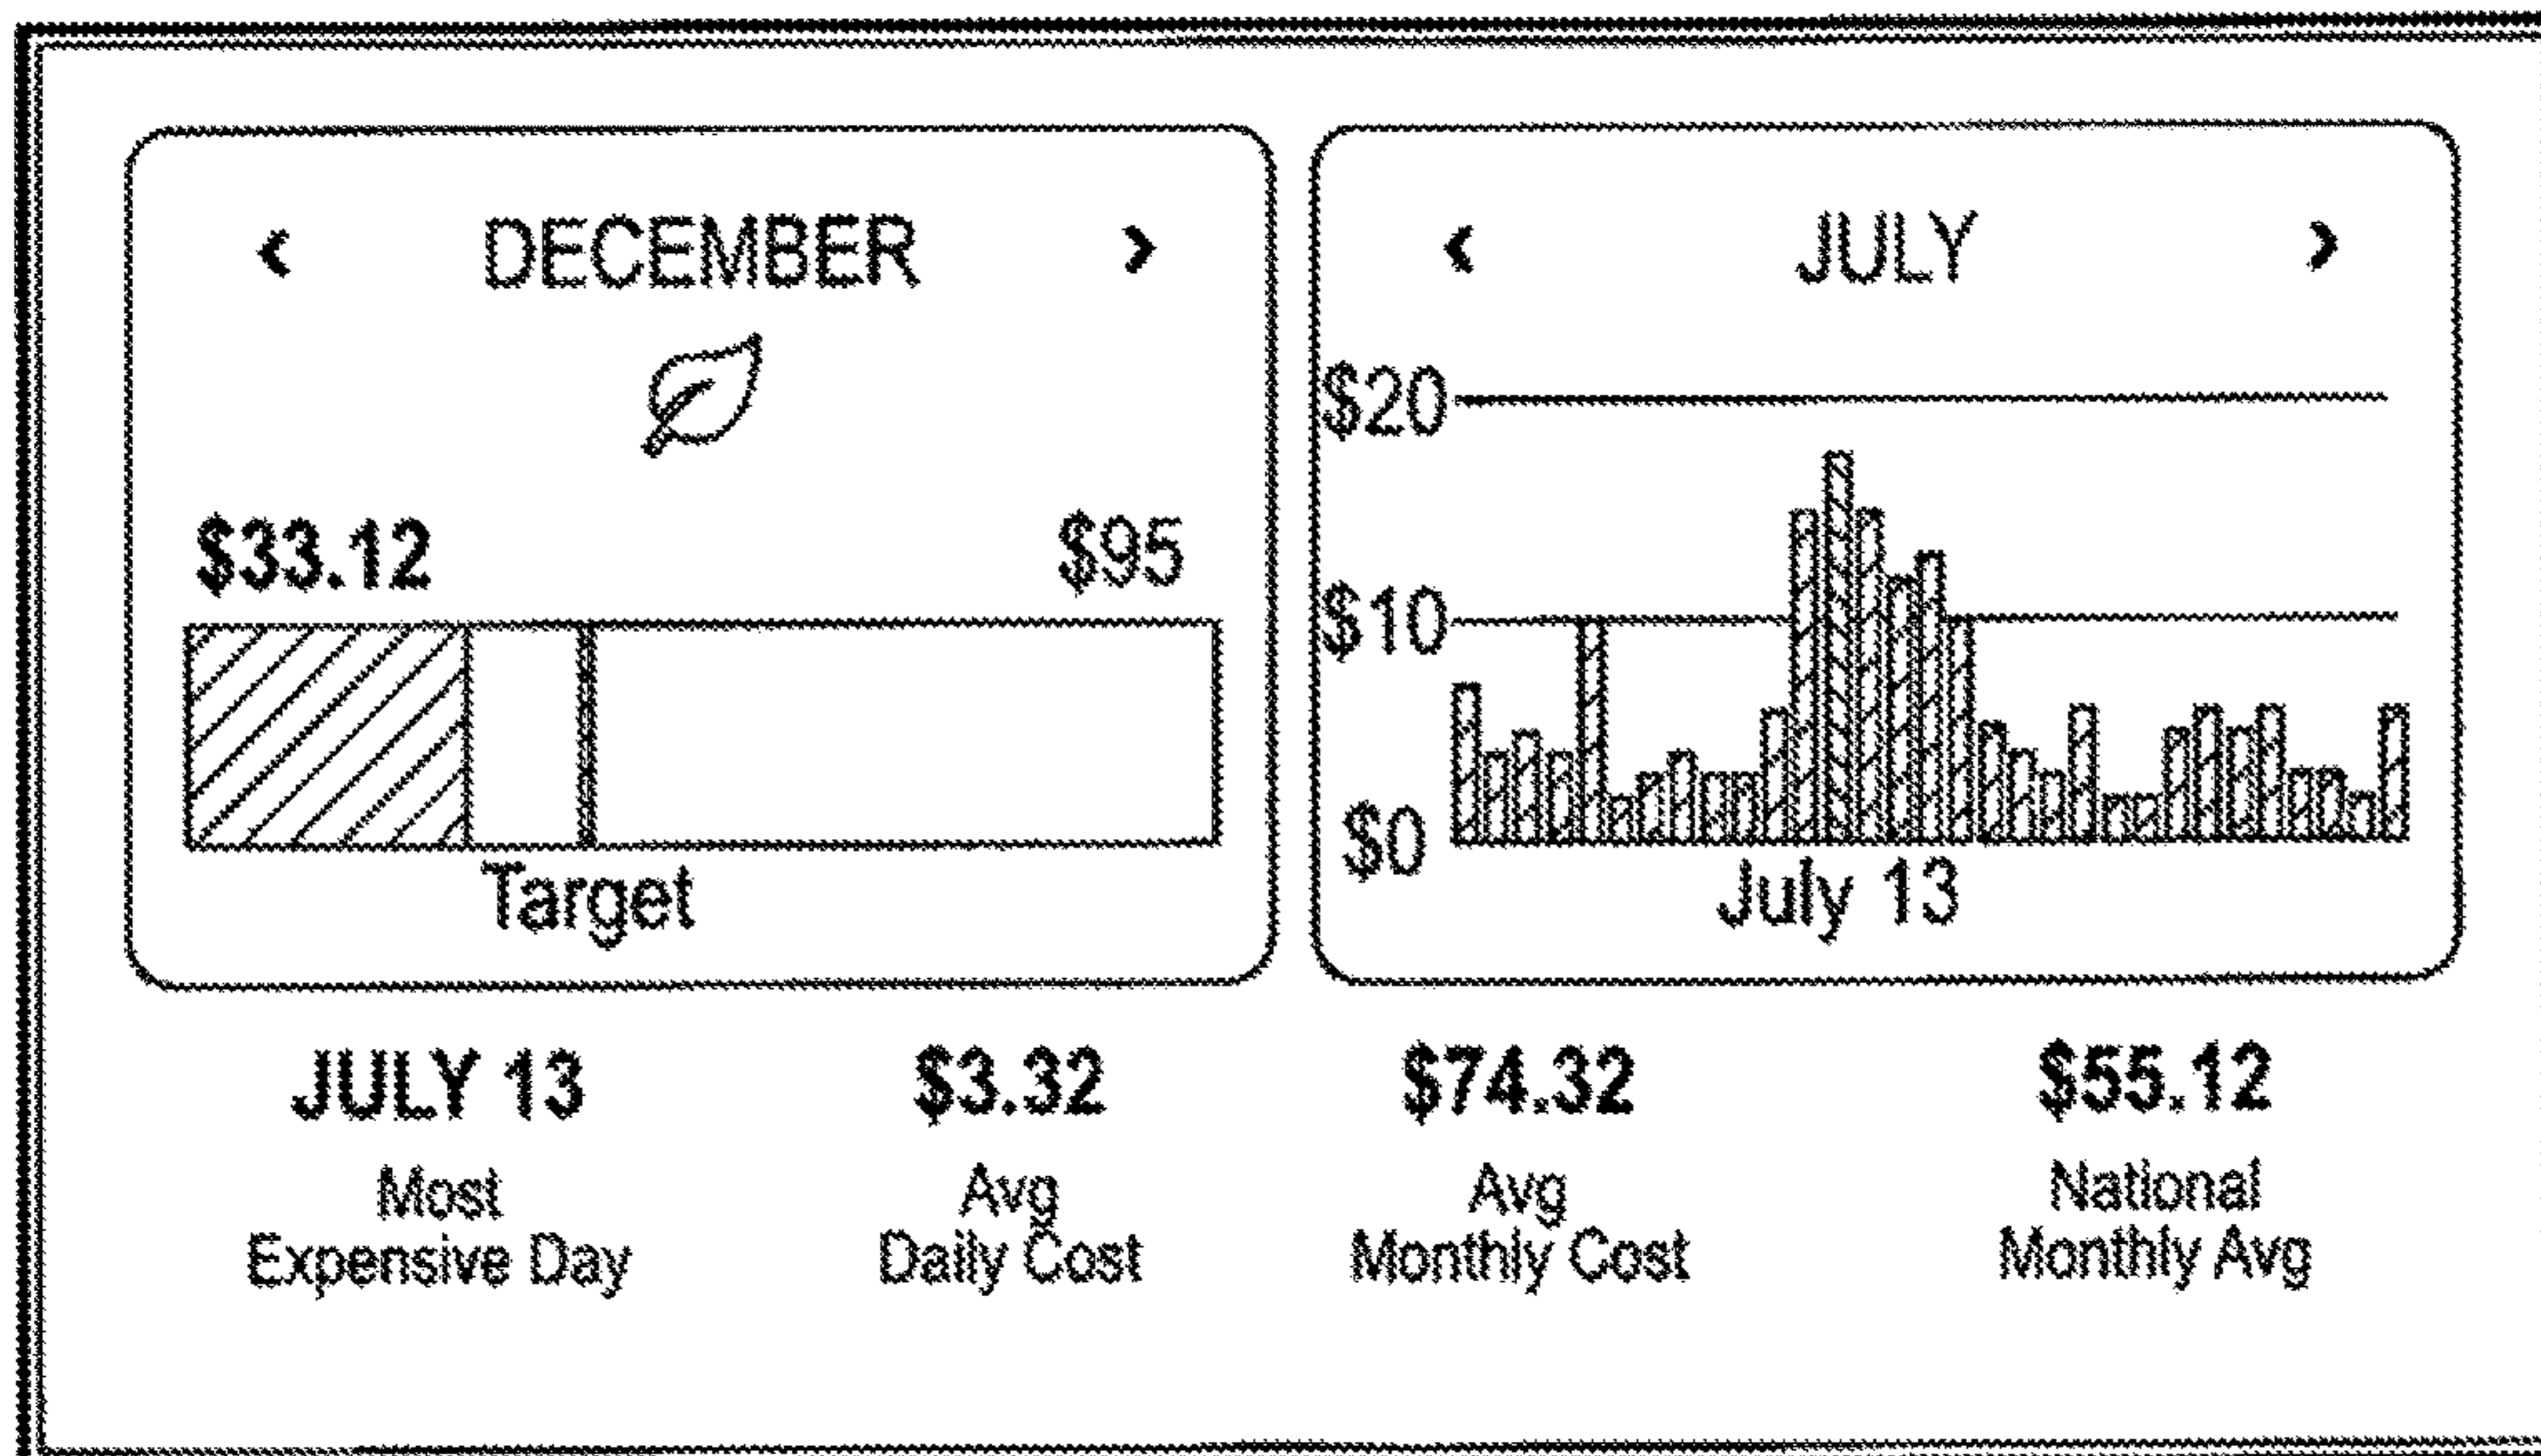 ‹ DECEMBER ›
$33.12 $95
Target
‹ JULY ›
$20
$10
$0
July 13
JULY 13
Most
Expensive Day
$3.32
Avg
Daily Cost
$74.32
Avg
Monthly Cost
$55.12
National
Monthly Avg